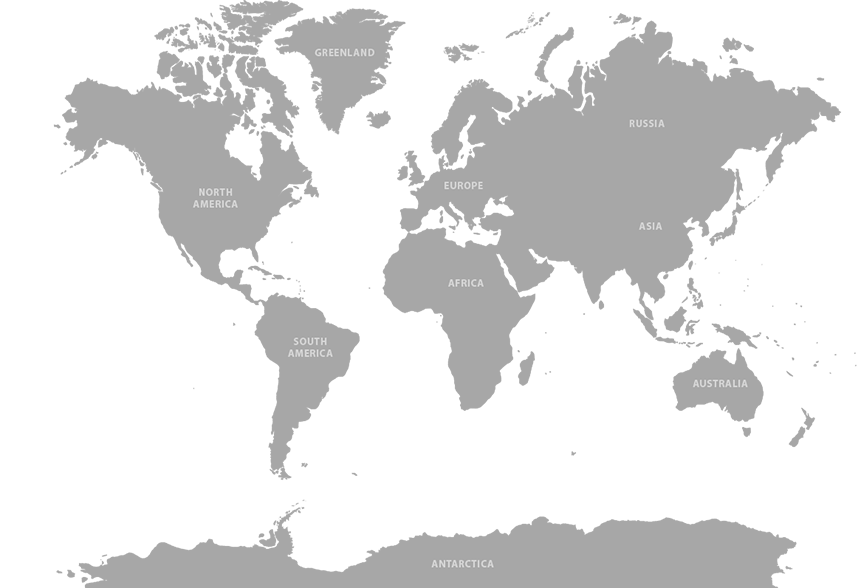 GREENLAND
RUSSIA
EUROPE
NORTH
AMERICA
ASIA
AFRICA
SOUTH
AMERICA
AUSTRALIA
ANTARCTICA